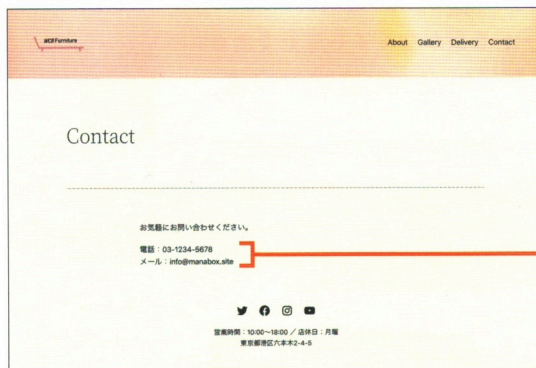 aCil Furniture
About Gallery Delivery Contact
Contact
お気軽にお問い合わせください。
電話：03-1234-5678
メール：info@manabox.site
営業時間：10:00〜18:00 ／ 店休日：月曜
東京都港区六本木2-4-5